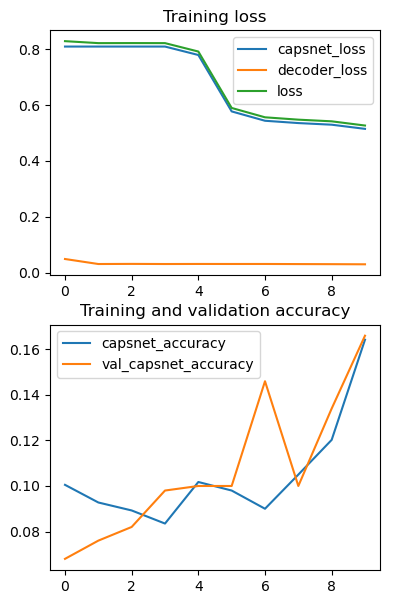 Training loss
0.8
0.6
0.4
0.2
0.0
capsnet_loss
decoder_loss
loss
0 2 4 6 8
Training and validation accuracy
0.16
0.14
0.12
0.10
0.08
capsnet_accuracy
val_capsnet_accuracy
0 2 4 6 8